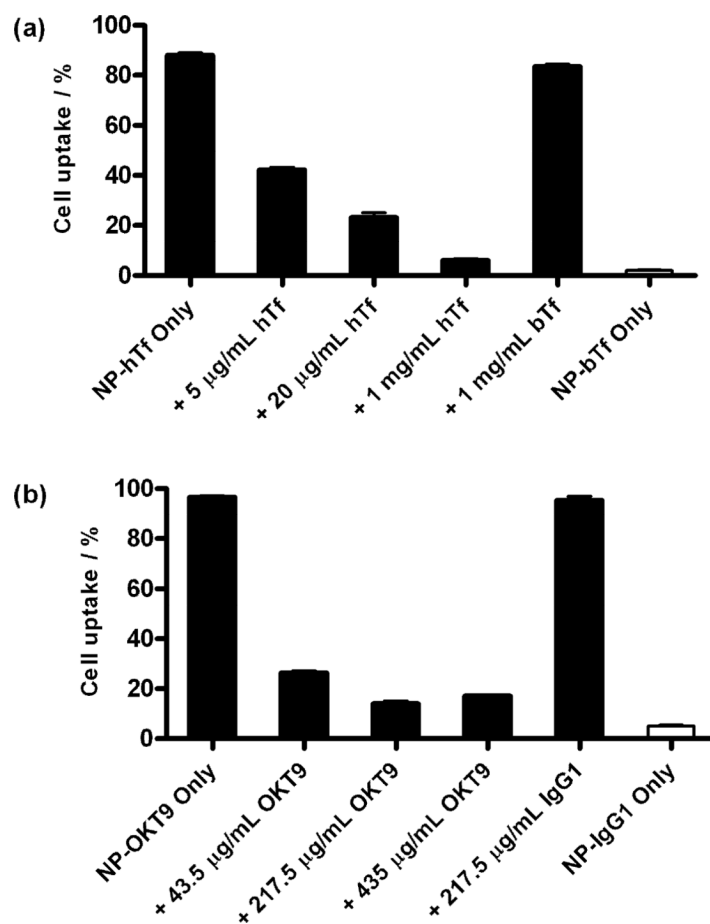 (a)
Cell uptake / %
100
80
60
40
20
0
NP-hTf Only
+ 5 μg/mL hTf
+ 20 μg/mL hTf
+ 1 mg/mL hTf
+ 1 mg/mL bTf
NP-bTf Only
(b)
Cell uptake / %
100
80
60
40
20
0
NP-OKT9 Only
+ 43.5 μg/mL OKT9
+ 217.5 μg/mL OKT9
+ 435 μg/mL OKT9
+ 217.5 μg/mL IgG1
NP-IgG1 Only